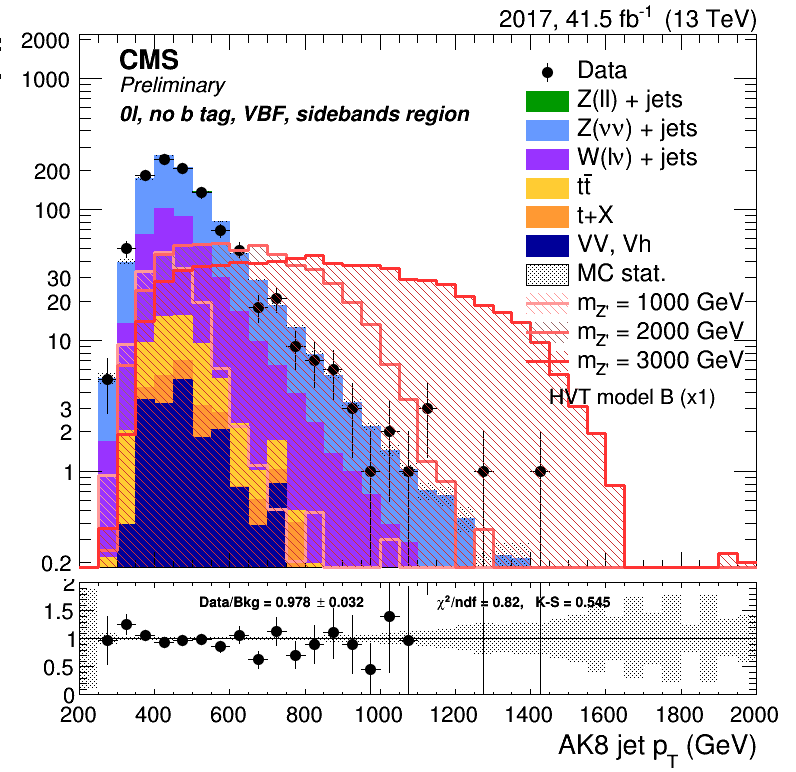 2017, 41.5 fb⁻¹ (13 TeV)
CMS
Preliminary
0l, no b tag, VBF, sidebands region
Data
Z(ll) + jets
Z(νν) + jets
W(lν) + jets
tt̄
t+X
VV, Vh
MC stat.
m_Z' = 1000 GeV
m_Z' = 2000 GeV
m_Z' = 3000 GeV
HVT model B (x1)
2000
1000
200
100
30
20
10
3
2
1
0.2
Data/Bkg = 0.978 ± 0.032
χ²/ndf = 0.82, K-S = 0.545
2
1.5
1
0.5
0
200 400 600 800 1000 1200 1400 1600 1800 2000
AK8 jet p_T (GeV)